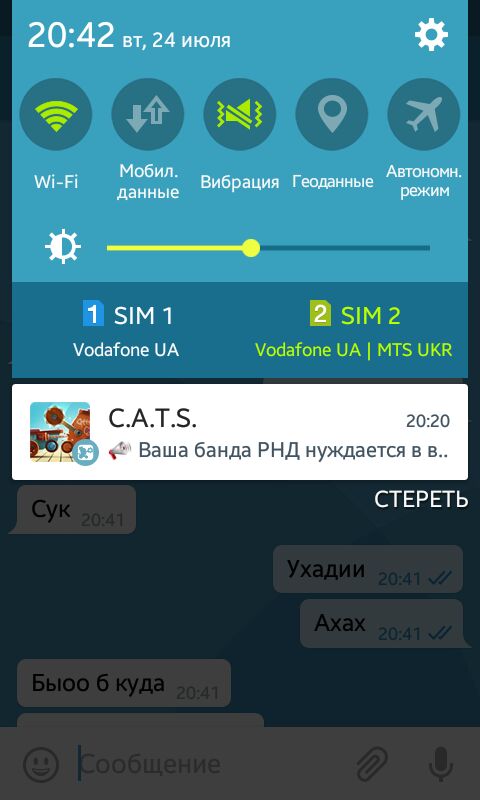 20:42 вт, 24 июля
Wi-Fi
Мобил. данные
Вибрация
Геоданные
Автономн. режим
1 SIM 1
Vodafone UA
2 SIM 2
Vodafone UA | MTS UKR
C.A.T.S. 20:20
Ваша банда РНД нуждается в в..
СТЕРЕТЬ
Сук 20:41
Ухадии 20:41
Ахах 20:41
Быоо б куда 20:41
Сообщение